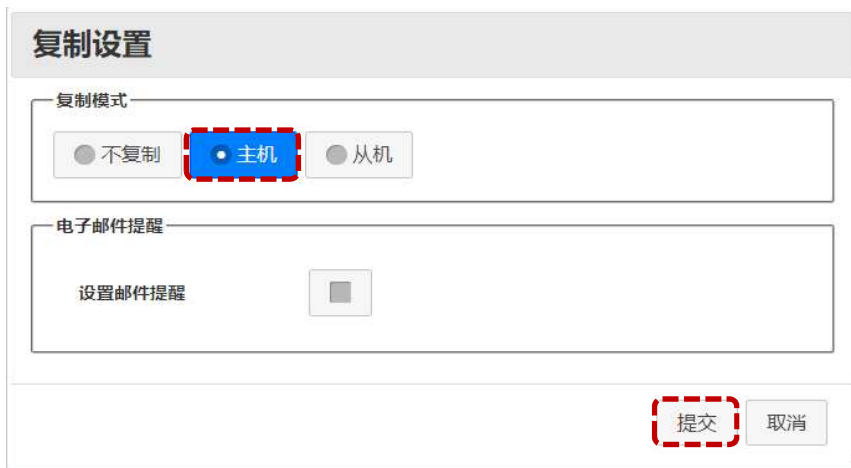 复制设置
复制模式
不复制 主机 从机
电子邮件提醒
设置邮件提醒
提交 取消